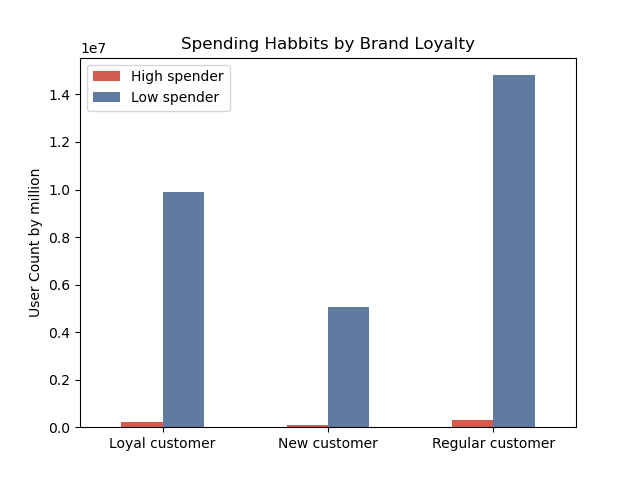 Spending Habbits by Brand Loyalty
1e7
High spender
Low spender
1.4
1.2
1.0
0.8
0.6
0.4
0.2
0.0
User Count by million
Loyal customer
New customer
Regular customer